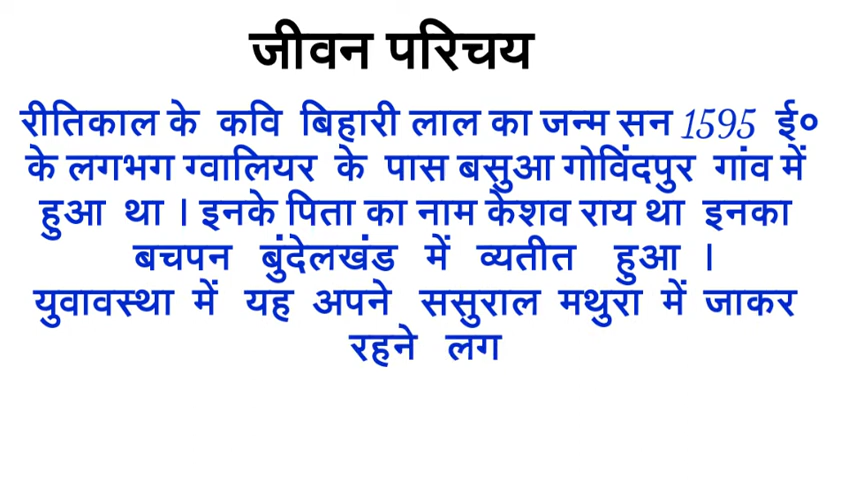 जीवन परिचय
रीतिकाल के कवि बिहारी लाल का जन्म सन 1595 ई०
के लगभग ग्वालियर के पास बसुआ गोविंदपुर गांव में
हुआ था । इनके पिता का नाम केशव राय था इनका
बचपन बुंदेलखंड में व्यतीत हुआ ।
युवावस्था में यह अपने ससुराल मथुरा में जाकर
रहने लग